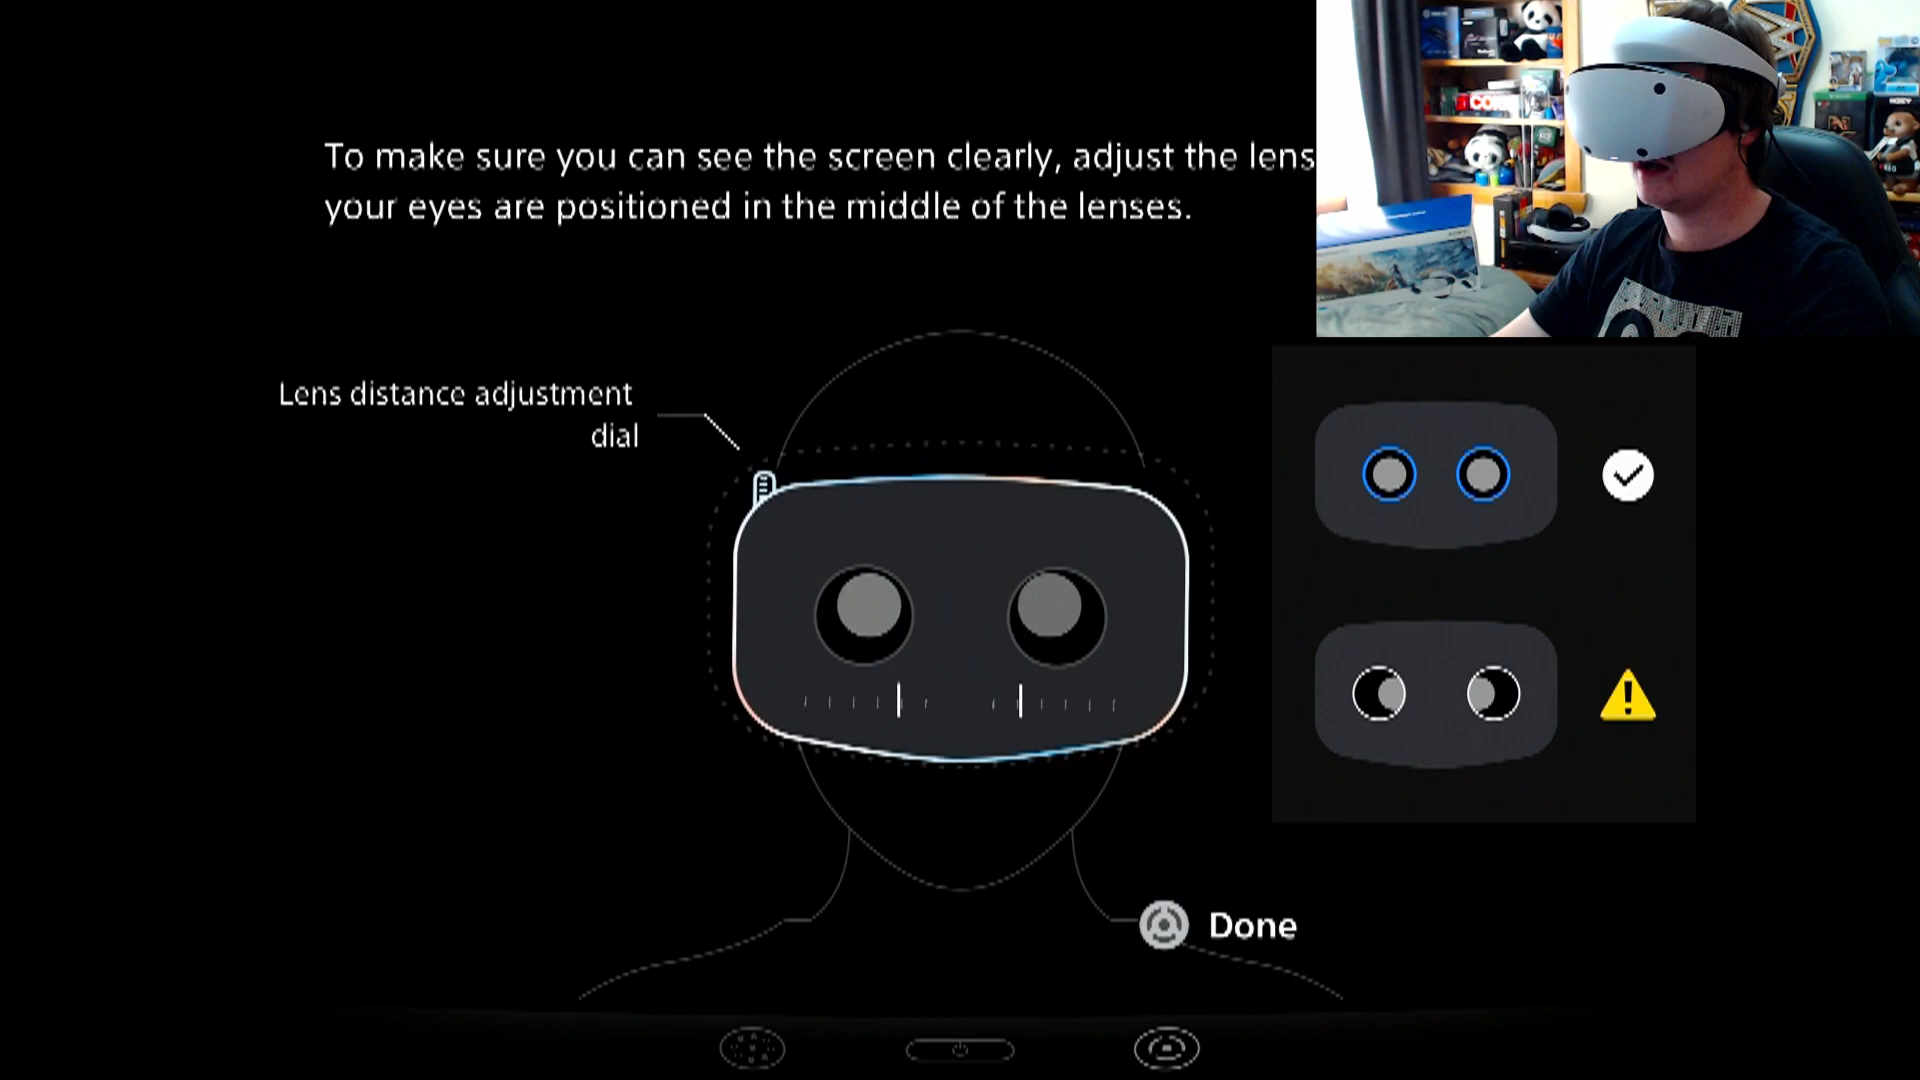 To make sure you can see the screen clearly, adjust the lens
your eyes are positioned in the middle of the lenses.
Lens distance adjustment
dial
Done